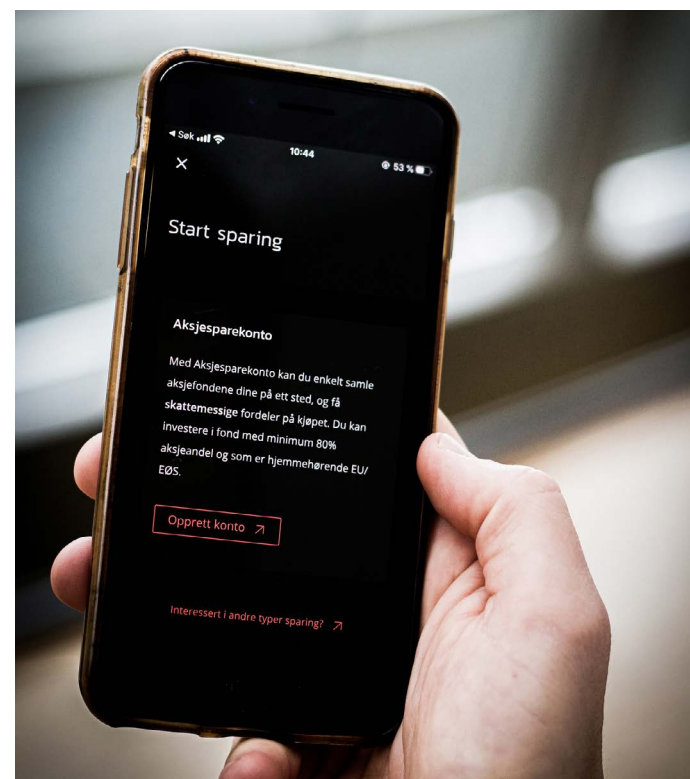 ◀ Søk
10:44
53 %
Start sparing
Aksjesparekonto
Med Aksjesparekonto kan du enkelt samle
aksjefondene dine på ett sted, og få
skattemessige fordeler på kjøpet. Du kan
investere i fond med minimum 80%
aksjeandel og som er hjemmehørende EU/
EØS.
Opprett konto
Interessert i andre typer sparing?